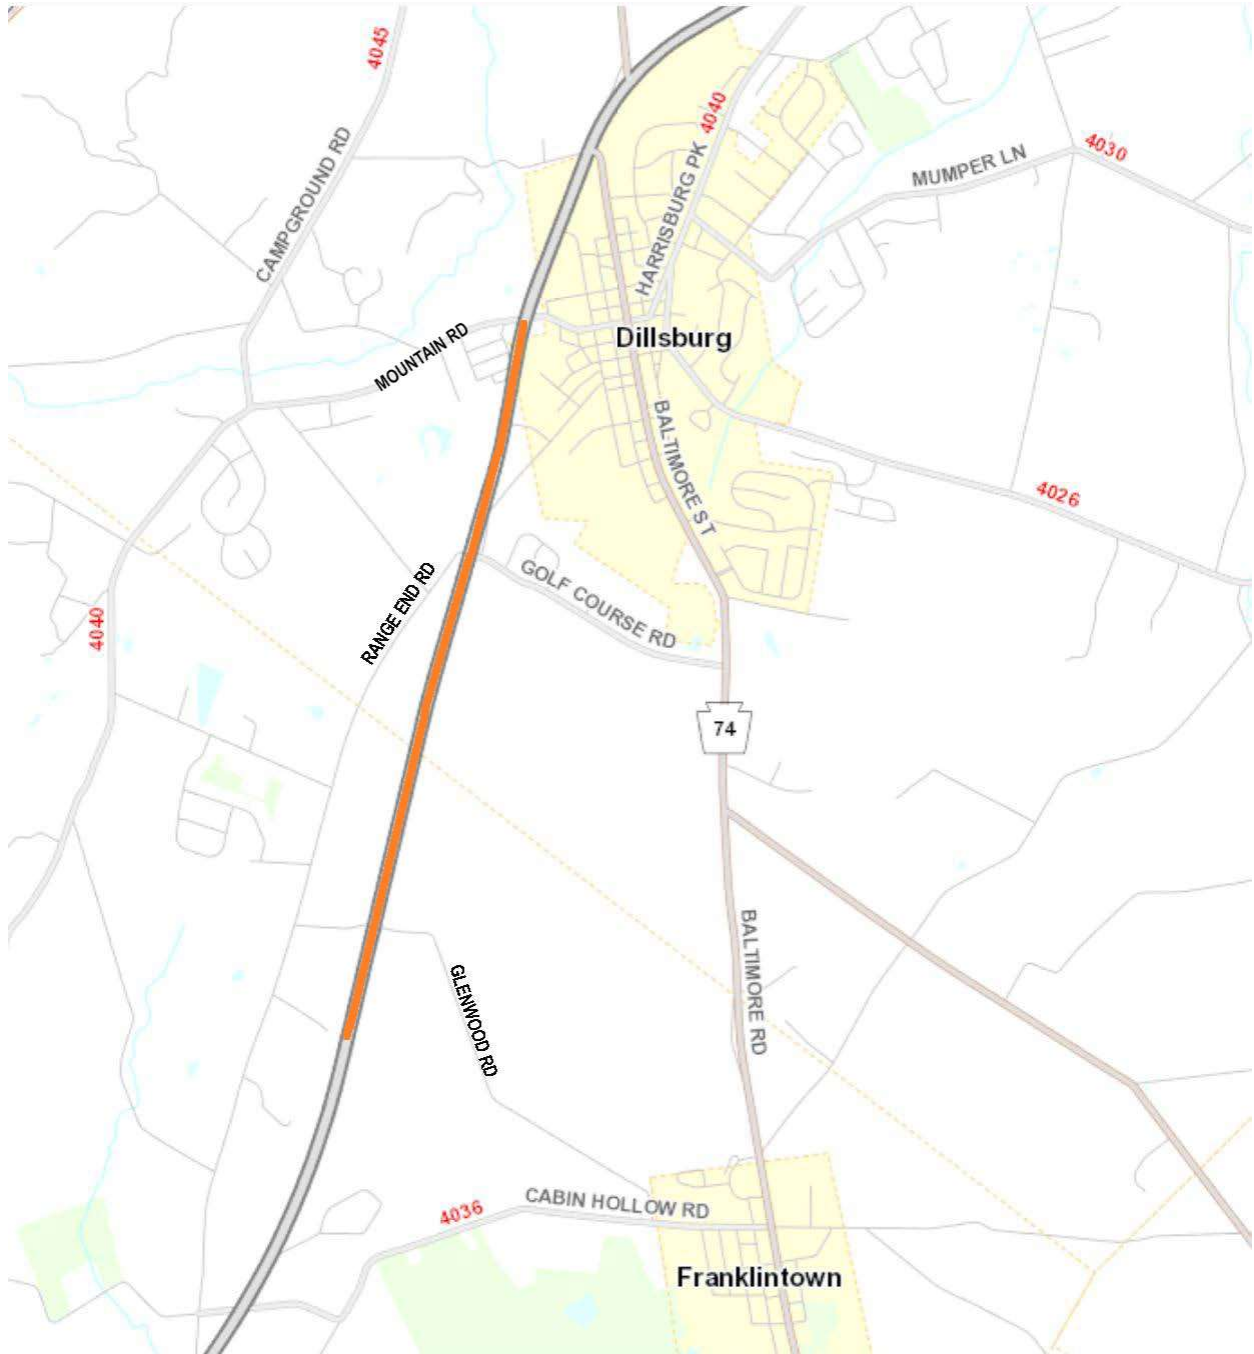 4045
4040
HARRISBURG PK
4030
MUMPER LN
CAMPGROUND RD
Dillsburg
MOUNTAIN RD
BALTIMORE ST
4026
GOLF COURSE RD
RANGE END RD
4040
74
BALTIMORE RD
GLENWOOD RD
CABIN HOLLOW RD
4036
Franklintown